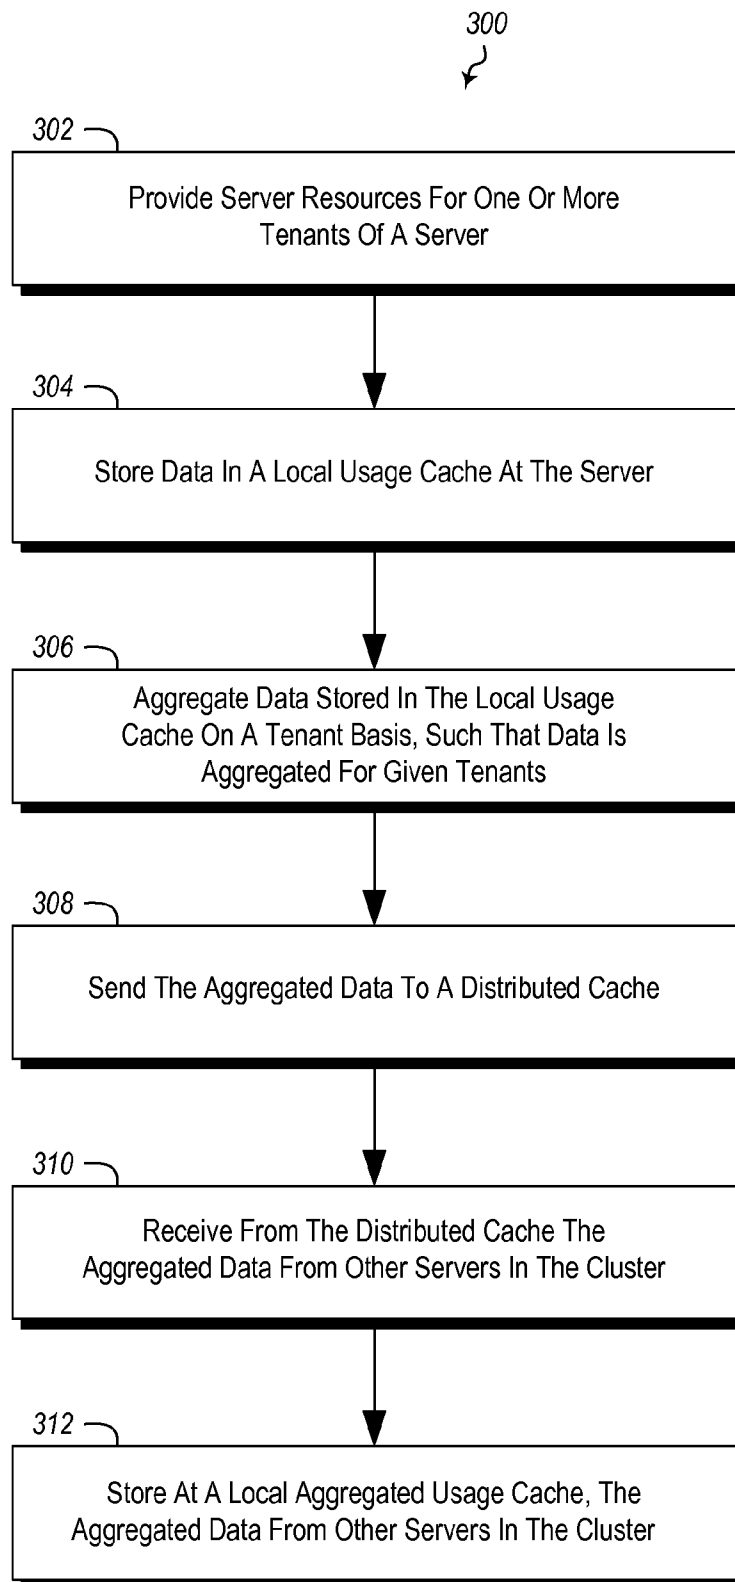 300
302
Provide Server Resources For One Or More
Tenants Of A Server
304
Store Data In A Local Usage Cache At The Server
306
Aggregate Data Stored In The Local Usage
Cache On A Tenant Basis, Such That Data Is
Aggregated For Given Tenants
308
Send The Aggregated Data To A Distributed Cache
310
Receive From The Distributed Cache The
Aggregated Data From Other Servers In The Cluster
312
Store At A Local Aggregated Usage Cache, The
Aggregated Data From Other Servers In The Cluster